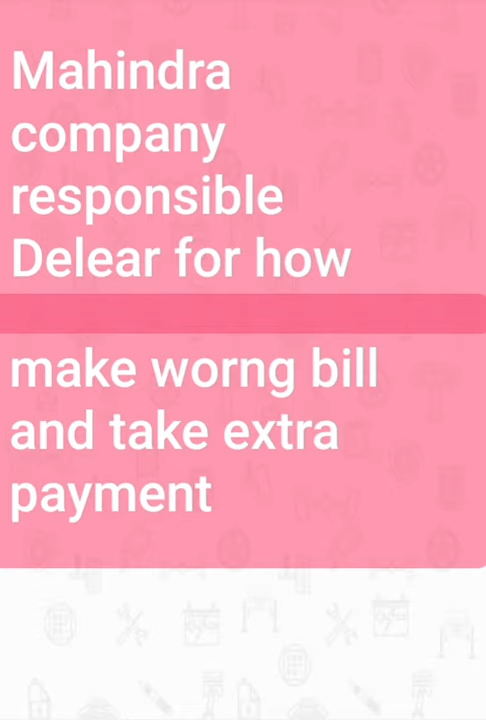 Mahindra
company
responsible
Delear for how
make worng bill
and take extra
payment